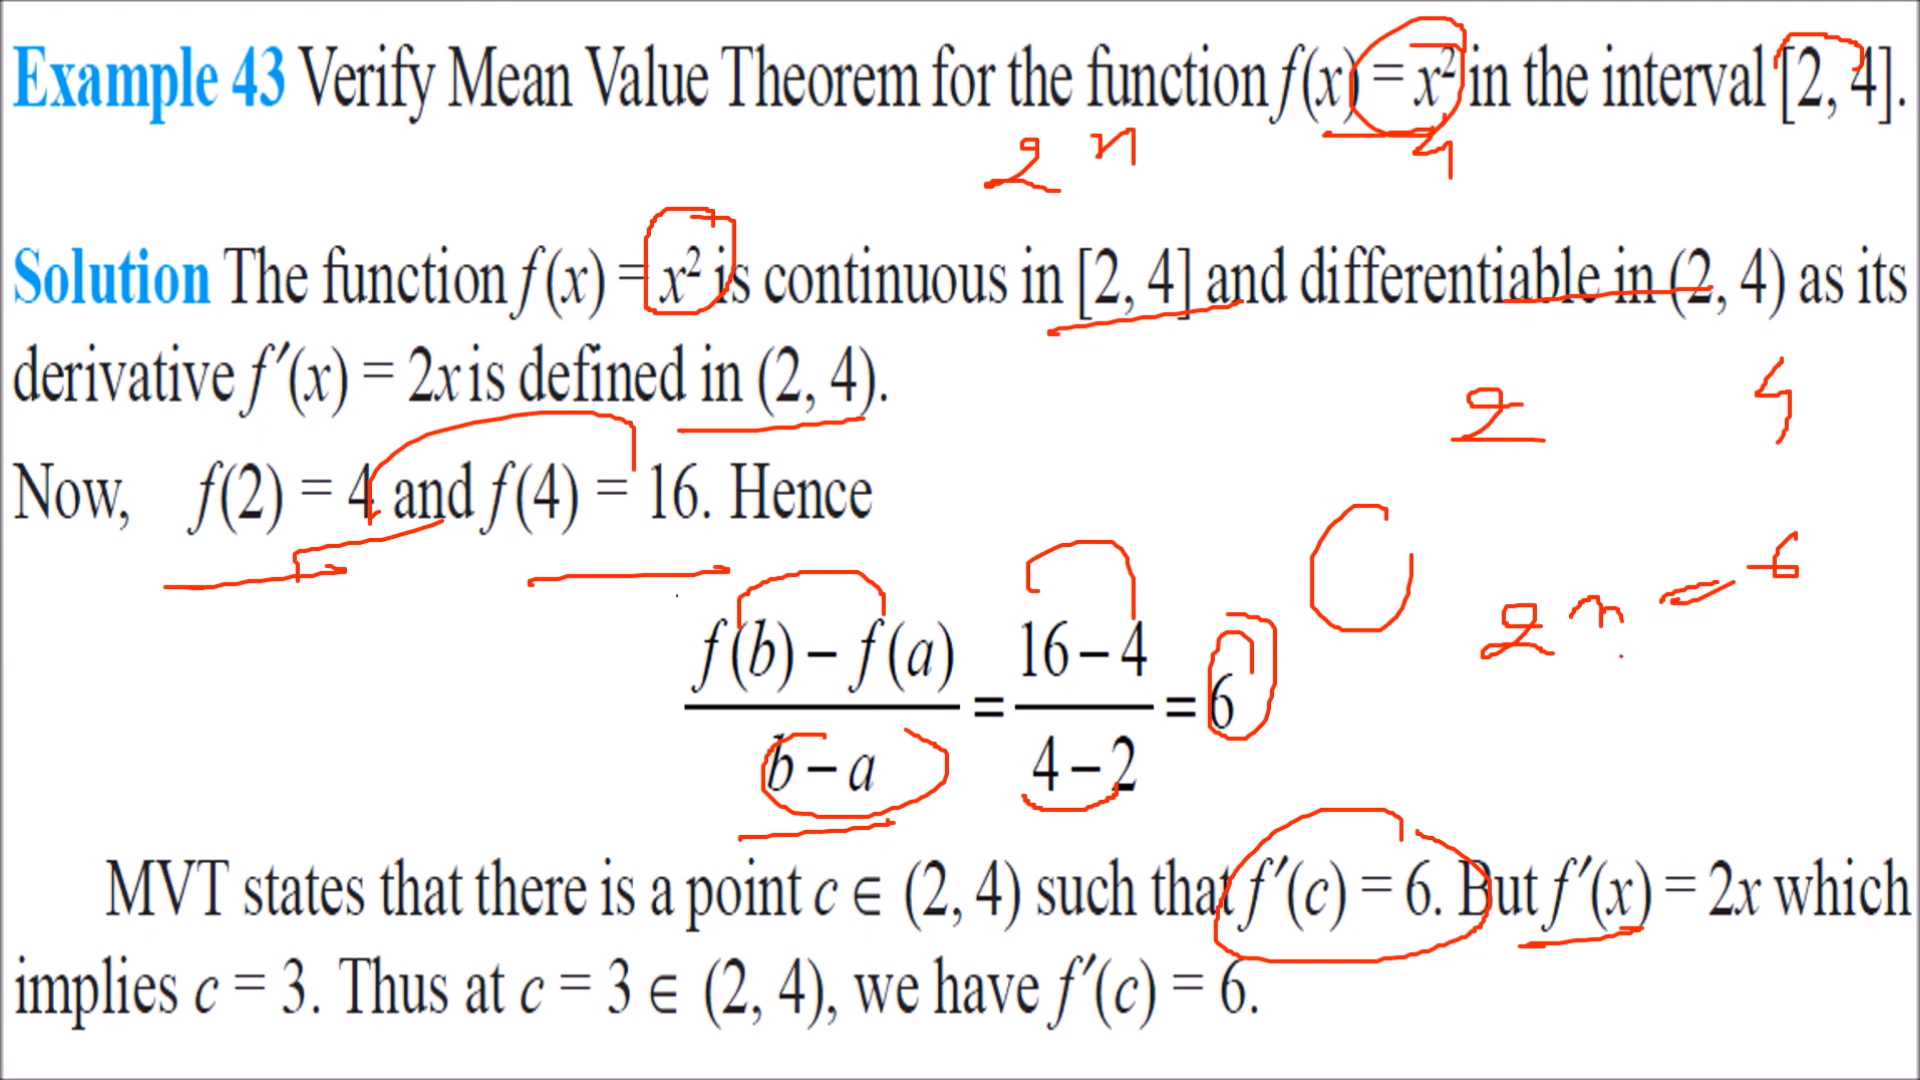 Example 43 Verify Mean Value Theorem for the function f(x) = x² in the interval [2, 4].
2 x 4
Solution The function f(x) = x² is continuous in [2, 4] and differentiable in (2, 4) as its
derivative f′(x) = 2x is defined in (2, 4).
2 4
Now, f(2) = 4 and f(4) = 16. Hence
f(b) – f(a) / b – a = 16 – 4 / 4 – 2 = 6
2x = 6
MVT states that there is a point c ∈ (2, 4) such that f′(c) = 6. But f′(x) = 2x which
implies c = 3. Thus at c = 3 ∈ (2, 4), we have f′(c) = 6.